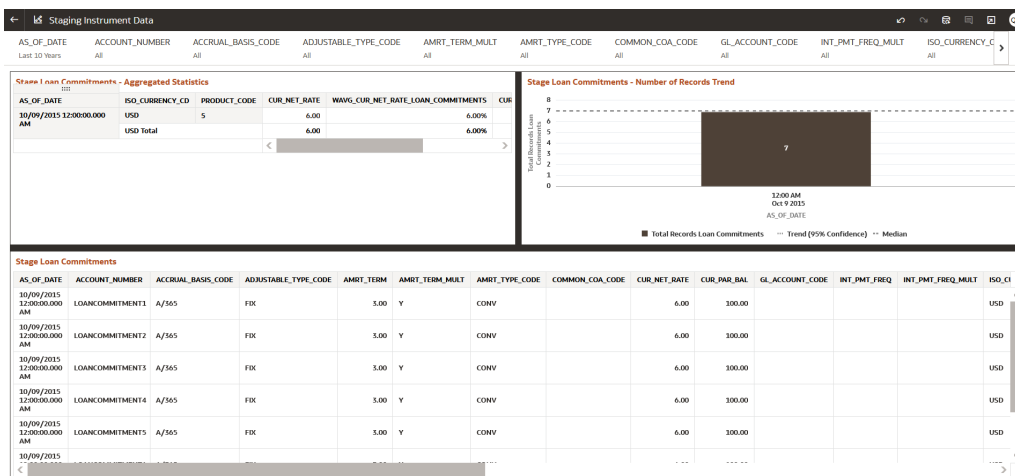 Staging Instrument Data
AS_OF_DATE ACCOUNT_NUMBER ACCRUAL_BASIS_CODE ADJUSTABLE_TYPE_CODE AMRT_TERM_MULT AMRT_TYPE_CODE COMMON_COA_CODE GL_ACCOUNT_CODE INT_PMT_FREQ_MULT ISO_CURRENCY_C
Last 10 Years All All All All All All All All All
Stage Loan Commitments - Aggregated Statistics
AS_OF_DATE ISO_CURRENCY_CD PRODUCT_CODE CUR_NET_RATE WAVG_CUR_NET_RATE_LOAN_COMMITMENTS CUR
10/09/2015 12:00:00.000 USD 5 6.00 6.00%
AM
USD Total 6.00 6.00%
Stage Loan Commitments - Number of Records Trend
Total Records Loan
Commitments
8
7
6
5
4
3
2
1
0
7
12:00 AM
Oct 9 2015
AS_OF_DATE
Total Records Loan Commitments Trend (95% Confidence) Median
Stage Loan Commitments
AS_OF_DATE ACCOUNT_NUMBER ACCRUAL_BASIS_CODE ADJUSTABLE_TYPE_CODE AMRT_TERM AMRT_TERM_MULT AMRT_TYPE_CODE COMMON_COA_CODE CUR_NET_RATE CUR_PAR_BAL GL_ACCOUNT_CODE INT_PMT_FREQ INT_PMT_FREQ_MULT ISO_CI
10/09/2015
12:00:00.000 LOANCOMMITMENT1 A/365 FIX 3.00 Y CONV 6.00 100.00 USD
AM
10/09/2015
12:00:00.000 LOANCOMMITMENT2 A/365 FIX 3.00 Y CONV 6.00 100.00 USD
AM
10/09/2015
12:00:00.000 LOANCOMMITMENT3 A/365 FIX 3.00 Y CONV 6.00 100.00 USD
AM
10/09/2015
12:00:00.000 LOANCOMMITMENT4 A/365 FIX 3.00 Y CONV 6.00 100.00 USD
AM
10/09/2015
12:00:00.000 LOANCOMMITMENT5 A/365 FIX 3.00 Y CONV 6.00 100.00 USD
AM
10/09/2015